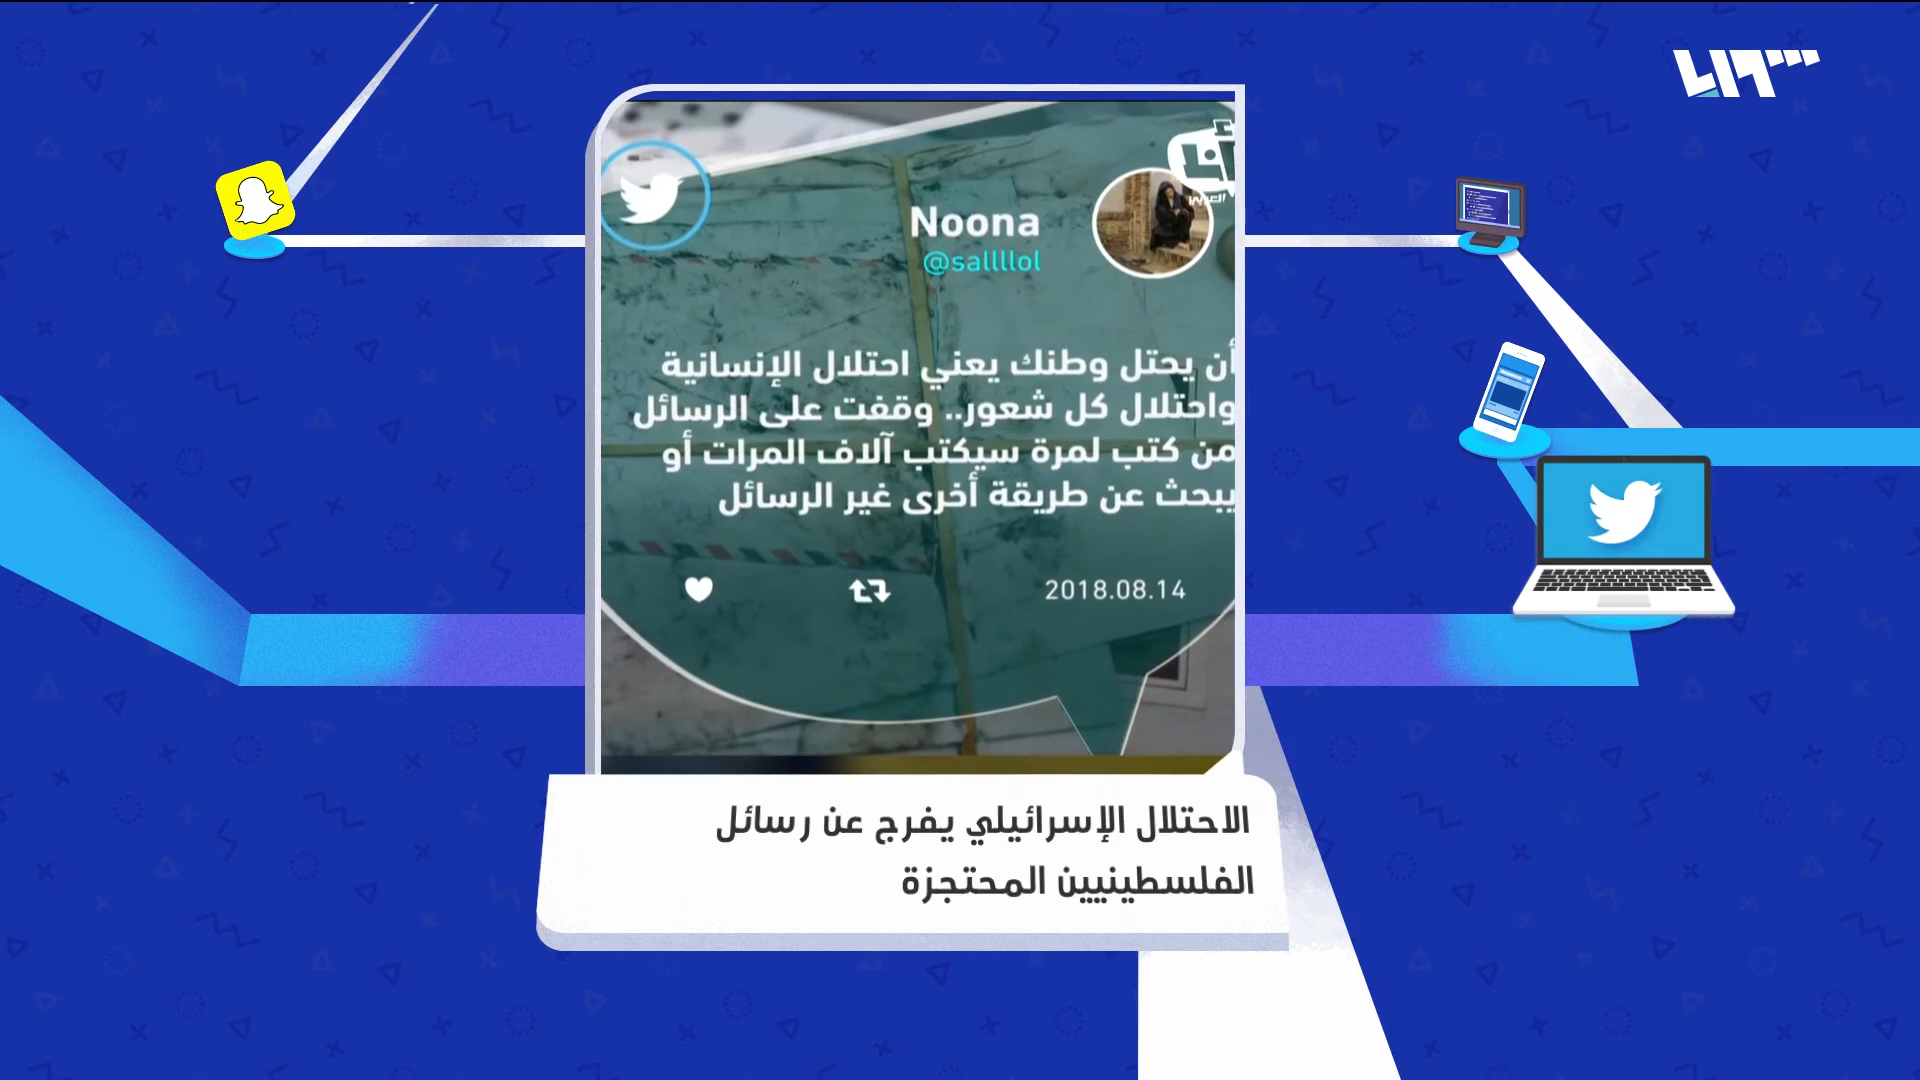 Noona
@sallllol
أن يحتل وطنك يعني احتلال الإنسانية
واحتلال كل شعور.. وقفت على الرسائل
من كتب لمرة سيكتب آلاف المرات أو
يبحث عن طريقة أخرى غير الرسائل
2018.08.14
الاحتلال الإسرائيلي يفرج عن رسائل
الفلسطينيين المحتجزة